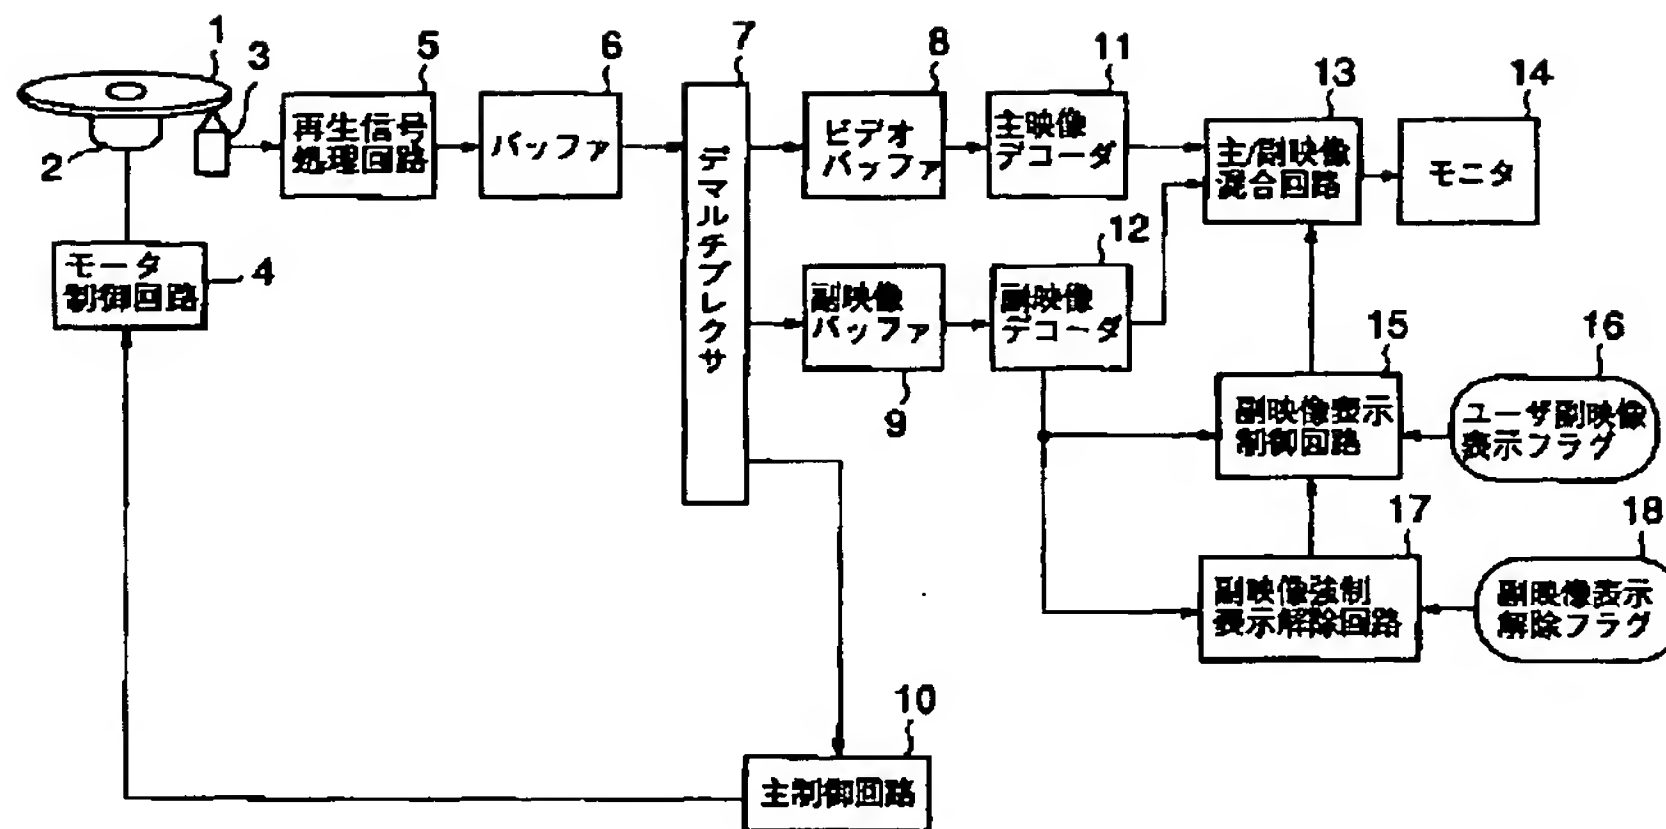 1
3
2
5
再生信号
処理回路
6
バッファ
7
デマルチプレクサ
8
ビデオ
バッファ
11
主映像
デコーダ
13
主/副映像
混合回路
14
モニタ
モータ
制御回路
4
副映像
バッファ
9
12
副映像
デコーダ
15
副映像表示
制御回路
16
ユーザ副映像
表示フラグ
17
副映像強制
表示解除回路
18
副映像表示
解除フラグ
10
主制御回路